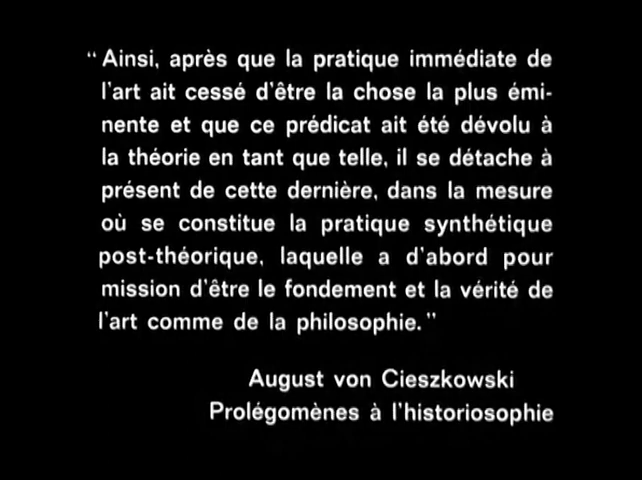 “Ainsi, après que la pratique immédiate de
l’art ait cessé d’être la chose la plus émi-
nente et que ce prédicat ait été dévolu à
la théorie en tant que telle, il se détache à
présent de cette dernière, dans la mesure
où se constitue la pratique synthétique
post-théorique, laquelle a d’abord pour
mission d’être le fondement et la vérité de
l’art comme de la philosophie.”
August von Cieszkowski
Prolégomènes à l’historiosophie